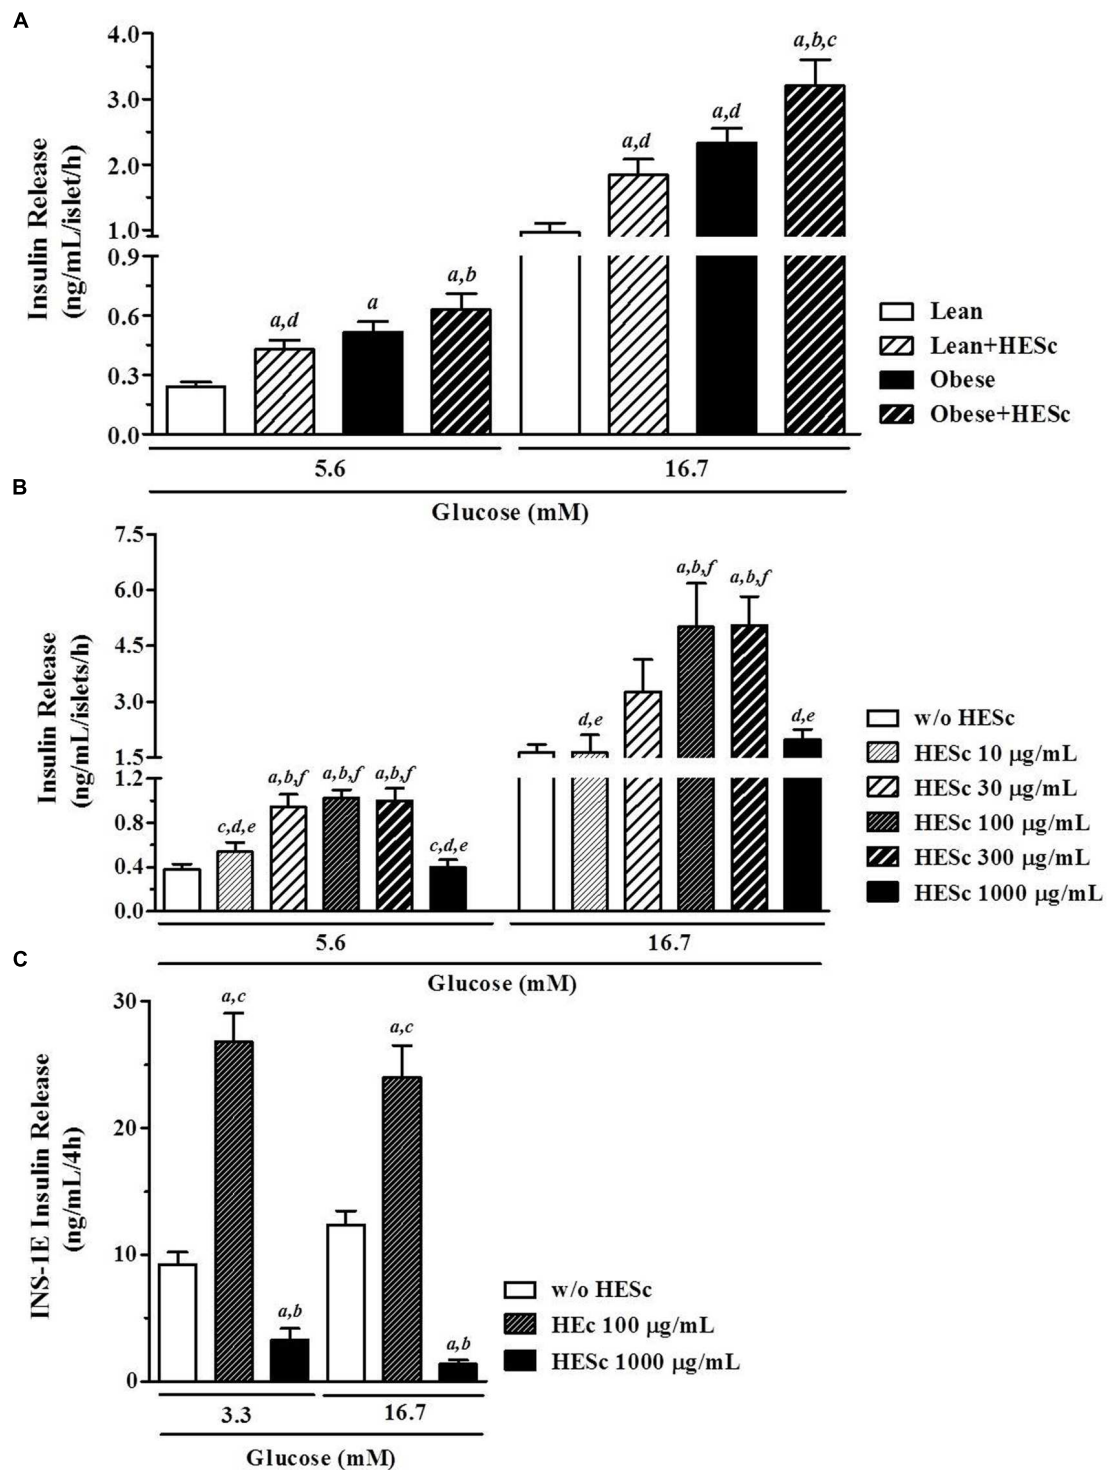 A
4.0
3.0
2.0
1.0
0.9
0.6
0.3
0.0
Insulin Release
(ng/mL/islet/h)
a,d
a
a,b
a,d
a,d
a,b,c
Lean
Lean+HESc
Obese
Obese+HESc
5.6
16.7
Glucose (mM)
B
7.5
6.0
4.5
3.0
1.5
1.2
0.8
0.4
0.0
Insulin Release
(ng/mL/islets/h)
c,d,e
a,b,f
a,b,f
a,b,f
c,d,e
d,e
a,b,f
a,b,f
d,e
w/o HESc
HESc 10 μg/mL
HESc 30 μg/mL
HESc 100 μg/mL
HESc 300 μg/mL
HESc 1000 μg/mL
5.6
16.7
Glucose (mM)
C
30
20
10
0
INS-1E Insulin Release
(ng/mL/4h)
a,c
a,b
a,c
a,b
w/o HESc
HEc 100 μg/mL
HESc 1000 μg/mL
3.3
16.7
Glucose (mM)